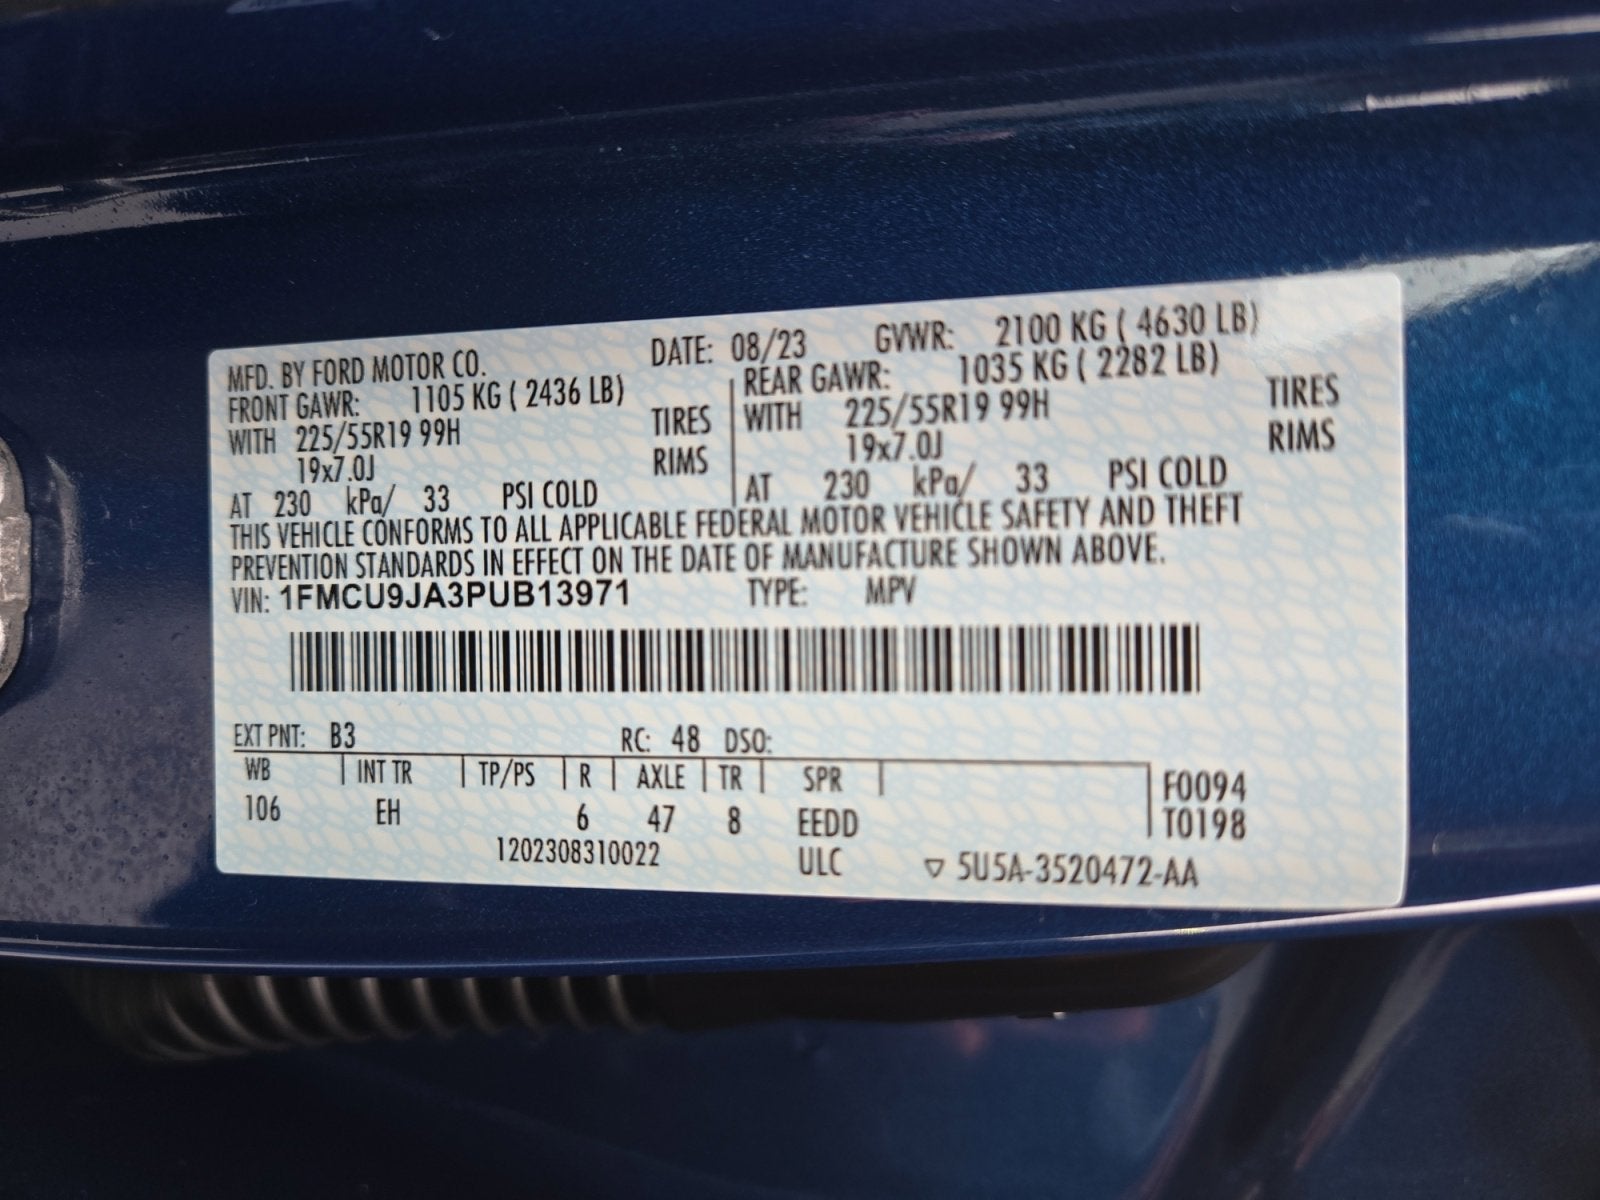 MFD. BY FORD MOTOR CO. DATE: 08/23 GVWR: 2100 KG ( 4630 LB)
FRONT GAWR: 1105 KG ( 2436 LB) REAR GAWR: 1035 KG ( 2282 LB)
WITH 225/55R19 99H TIRES WITH 225/55R19 99H TIRES
19x7.0J RIMS 19x7.0J RIMS
AT 230 kPa/ 33 PSI COLD AT 230 kPa/ 33 PSI COLD
THIS VEHICLE CONFORMS TO ALL APPLICABLE FEDERAL MOTOR VEHICLE SAFETY AND THEFT
PREVENTION STANDARDS IN EFFECT ON THE DATE OF MANUFACTURE SHOWN ABOVE.
VIN: 1FMCU9JA3PUB13971 TYPE: MPV
EXT PNT: B3 RC: 48 DSO:
WB INT TR TP/PS R AXLE TR SPR F0094
106 EH 6 47 8 EEDD T0198
1202308310022 ULC ▽ 5U5A-3520472-AA